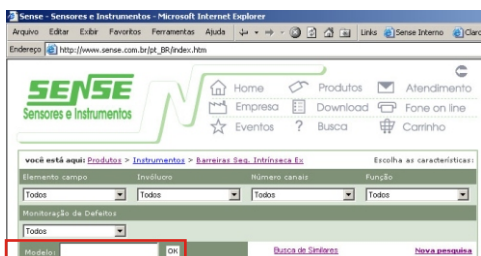 Sense - Sensores e Instrumentos - Microsoft Internet Explorer
Arquivo Editar Exibir Favoritos Ferramentas Ajuda Links Sense Interno Claro
Endereço http://www.sense.com.br/pt_BR/index.htm
SENSE
Sensores e Instrumentos
Home Produtos Atendimento
Empresa Download Fone on line
Eventos ? Busca Carrinho
você está aqui: Produtos > Instrumentos > Barreiras Seg. Intrínseca Ex Escolha as características:
Elemento campo Invólucro Número canais Função
Todos Todos Todos Todos
Monitoração de Defeitos
Todos
Modelo: OK Busca de Similares Nova pesquisa